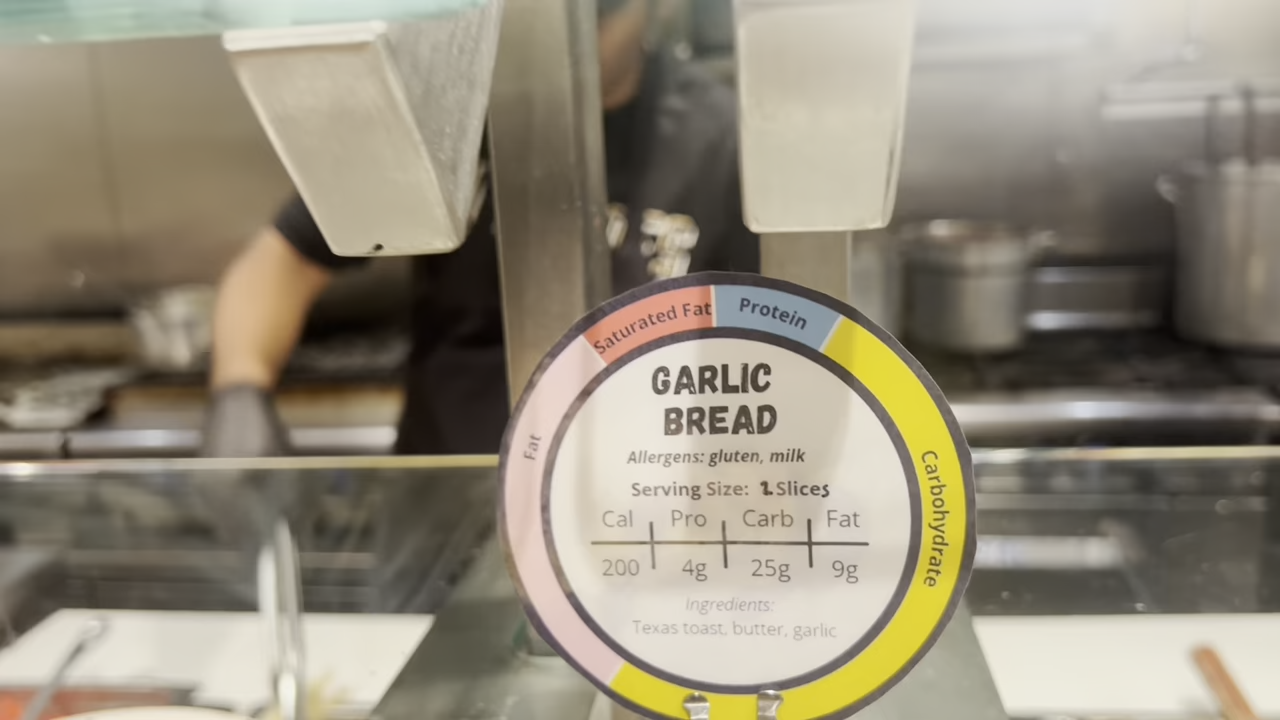 Saturated Fat
Protein
Fat
Carbohydrate
GARLIC
BREAD
Allergens: gluten, milk
Serving Size: 1 Slices
Cal Pro Carb Fat
200 4g 25g 9g
Ingredients:
Texas toast, butter, garlic